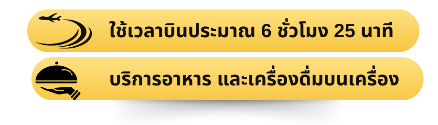 ใช้เวลาบินประมาณ 6 ชั่วโมง 25 นาที
บริการอาหาร และเครื่องดื่มบนเครื่อง